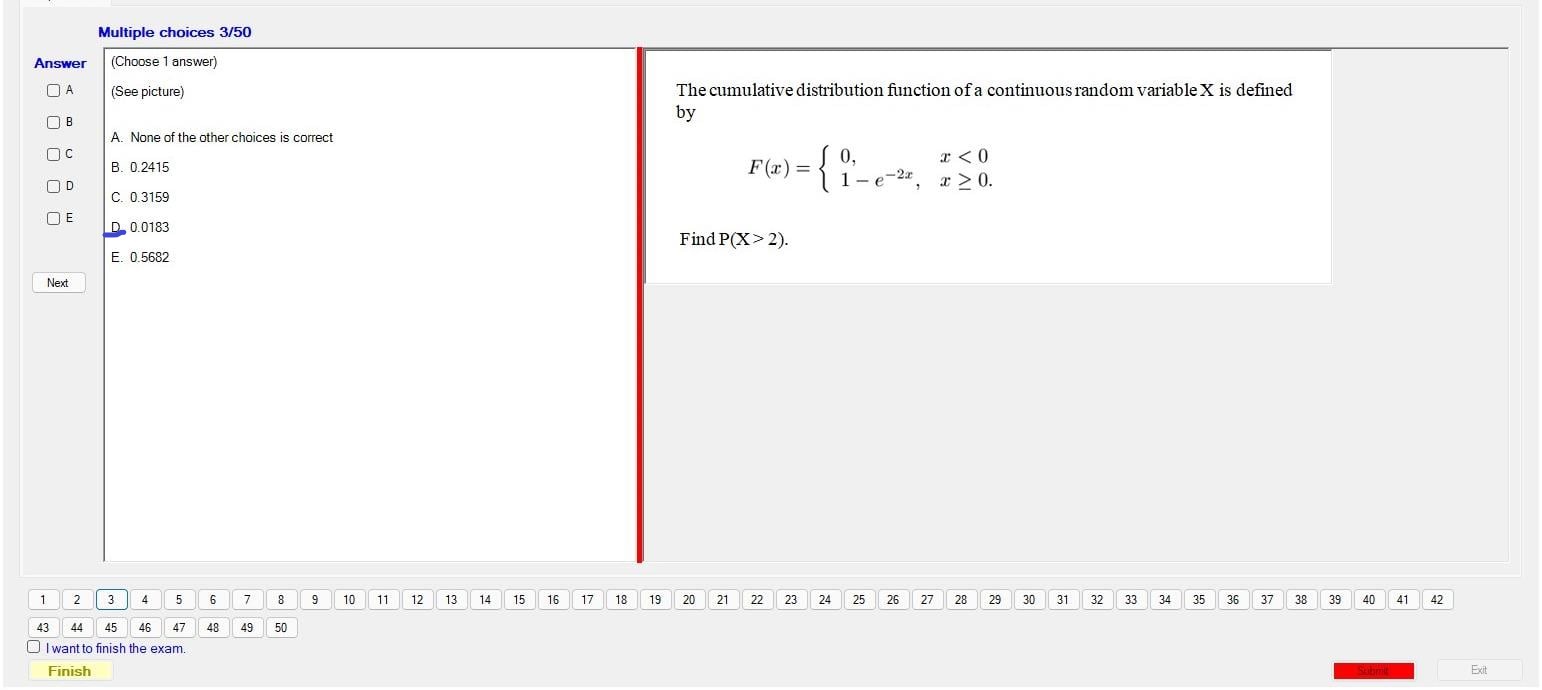 Multiple choices 3/50
Answer
A
B
C
D
E
Next
(Choose 1 answer)
(See picture)
A. None of the other choices is correct
B. 0.2415
C. 0.3159
D. 0.0183
E. 0.5682
The cumulative distribution function of a continuous random variable X is defined
by
F(x) = { 0, x < 0
1 − e⁻²ˣ, x ≥ 0.
Find P(X > 2).
1 2 3 4 5 6 7 8 9 10 11 12 13 14 15 16 17 18 19 20 21 22 23 24 25 26 27 28 29 30 31 32 33 34 35 36 37 38 39 40 41 42
43 44 45 46 47 48 49 50
I want to finish the exam.
Finish
Submit
Exit